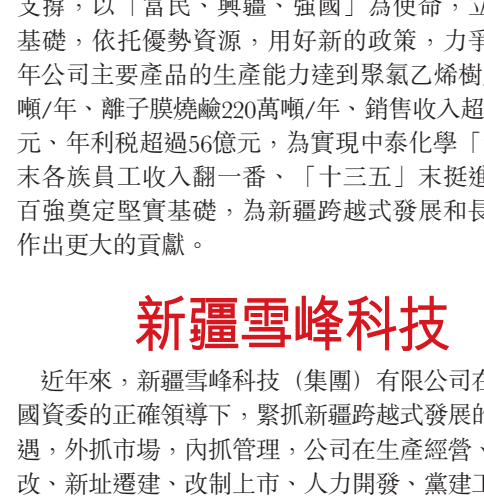 支撐，以「富民、興疆、強國」為使命，立
基礎，依托優勢資源，用好新的政策，力爭
年公司主要產品的生產能力達到聚氯乙烯樹
噸/年、離子膜燒鹼220萬噸/年、銷售收入超
元、年利税超過56億元，為實現中泰化學「
末各族員工收入翻一番、「十三五」末挺進
百強奠定堅實基礎，為新疆跨越式發展和長
作出更大的貢獻。
新疆雪峰科技
近年來，新疆雪峰科技（集團）有限公司在
國資委的正確領導下，緊抓新疆跨越式發展的
遇，外抓市場，內抓管理，公司在生產經營、
改、新址遷建、改制上市、人力開發、黨建工